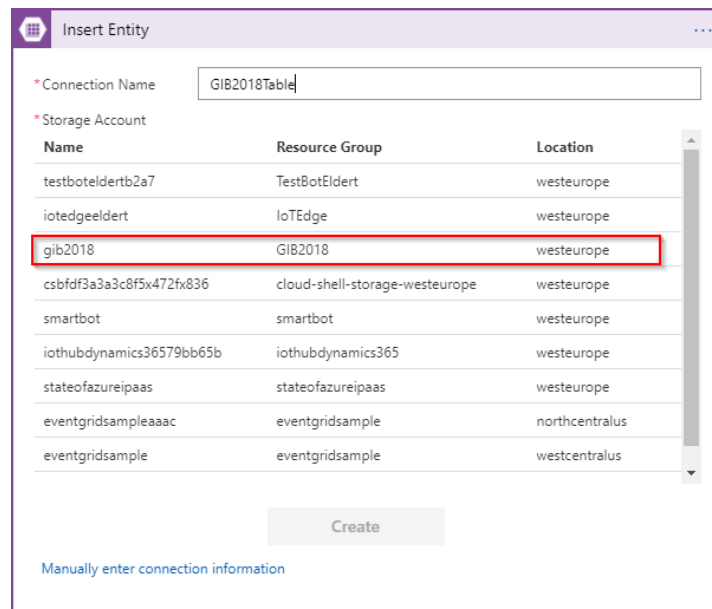 Insert Entity
...
* Connection Name GIB2018Table
* Storage Account
Name Resource Group Location
testboteldertb2a7 TestBotEldert westeurope
iotedgeeldert IoTEdge westeurope
gib2018 GIB2018 westeurope
csbfdf3a3a3c8f5x472fx836 cloud-shell-storage-westeurope westeurope
smartbot smartbot westeurope
iothubdynamics36579bb65b iothubdynamics365 westeurope
stateofazureipaas stateofazureipaas westeurope
eventgridsampleaaac eventgridsample northcentralus
eventgridsample eventgridsample westcentralus
Create
Manually enter connection information